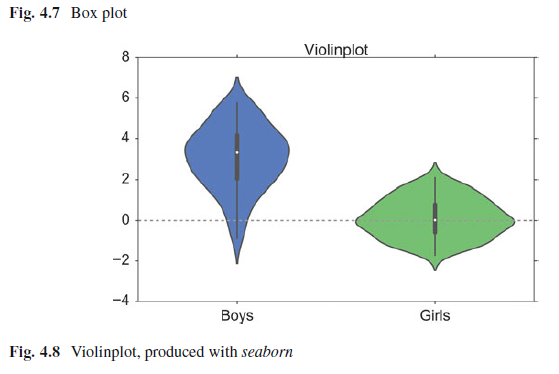 Fig. 4.7 Box plot
Violinplot
8
6
4
2
0
−2
−4
Boys Girls
Fig. 4.8 Violinplot, produced with seaborn